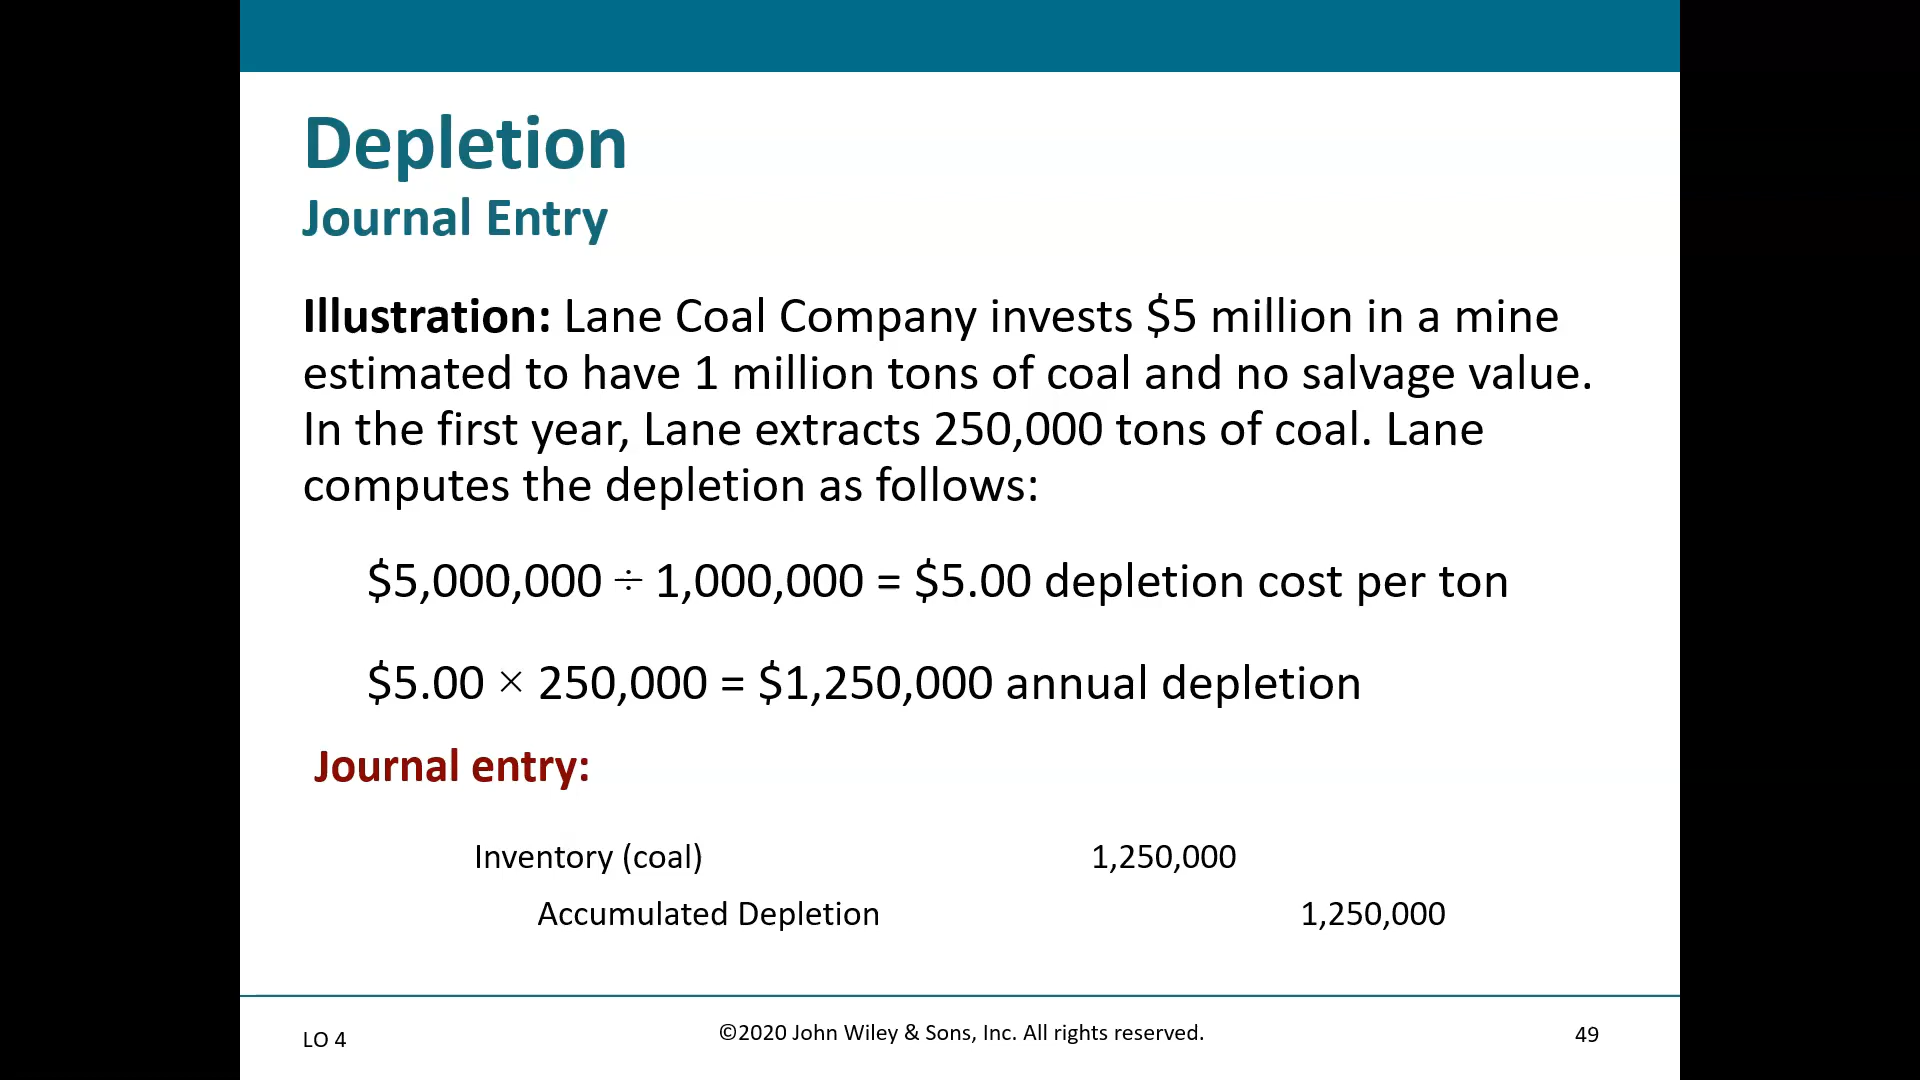 Depletion
Journal Entry
Illustration: Lane Coal Company invests $5 million in a mine
estimated to have 1 million tons of coal and no salvage value.
In the first year, Lane extracts 250,000 tons of coal. Lane
computes the depletion as follows:
$5,000,000 ÷ 1,000,000 = $5.00 depletion cost per ton
$5.00 × 250,000 = $1,250,000 annual depletion
Journal entry:
Inventory (coal) 1,250,000
Accumulated Depletion 1,250,000
LO 4 ©2020 John Wiley & Sons, Inc. All rights reserved. 49